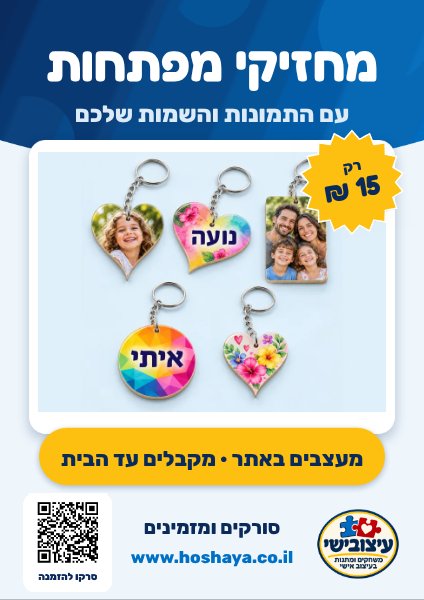 מחזיקי מפתחות
עם התמונות והשמות שלכם
רק
15 ₪
נועה
איתי
מעצבים באתר • מקבלים עד הבית
סורקים ומזמינים
www.hoshaya.co.il
סרקו להזמנה
עיצובישי
משחקים ומתנות
בעיצוב אישי